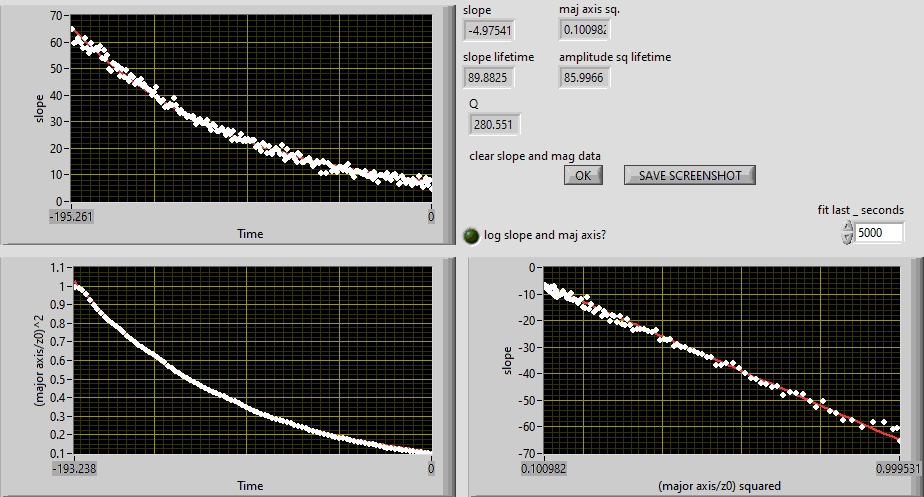 70
60
50
40
30
20
10
0
slope
-195.261
0
Time
slope
maj axis sq.
-4.97541
0.100982
slope lifetime
amplitude sq lifetime
89.8825
85.9966
Q
280.551
clear slope and mag data
OK
SAVE SCREENSHOT
fit last _ seconds
log slope and maj axis?
5000
1.1
1
0.9
0.8
0.7
0.6
0.5
0.4
0.3
0.2
0.1
(major axis/z0)^2
-193.238
0
Time
0
-10
-20
-30
-40
-50
-60
-70
slope
0.100982
0.999531
(major axis/z0) squared